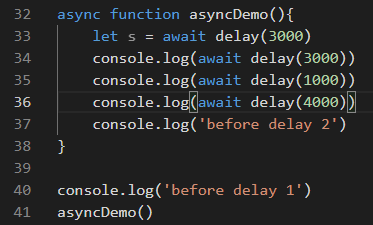 32 async function asyncDemo(){
33     let s = await delay(3000)
34     console.log(await delay(3000))
35     console.log(await delay(1000))
36     console.log(await delay(4000))
37     console.log('before delay 2')
38 }
39
40 console.log('before delay 1')
41 asyncDemo()